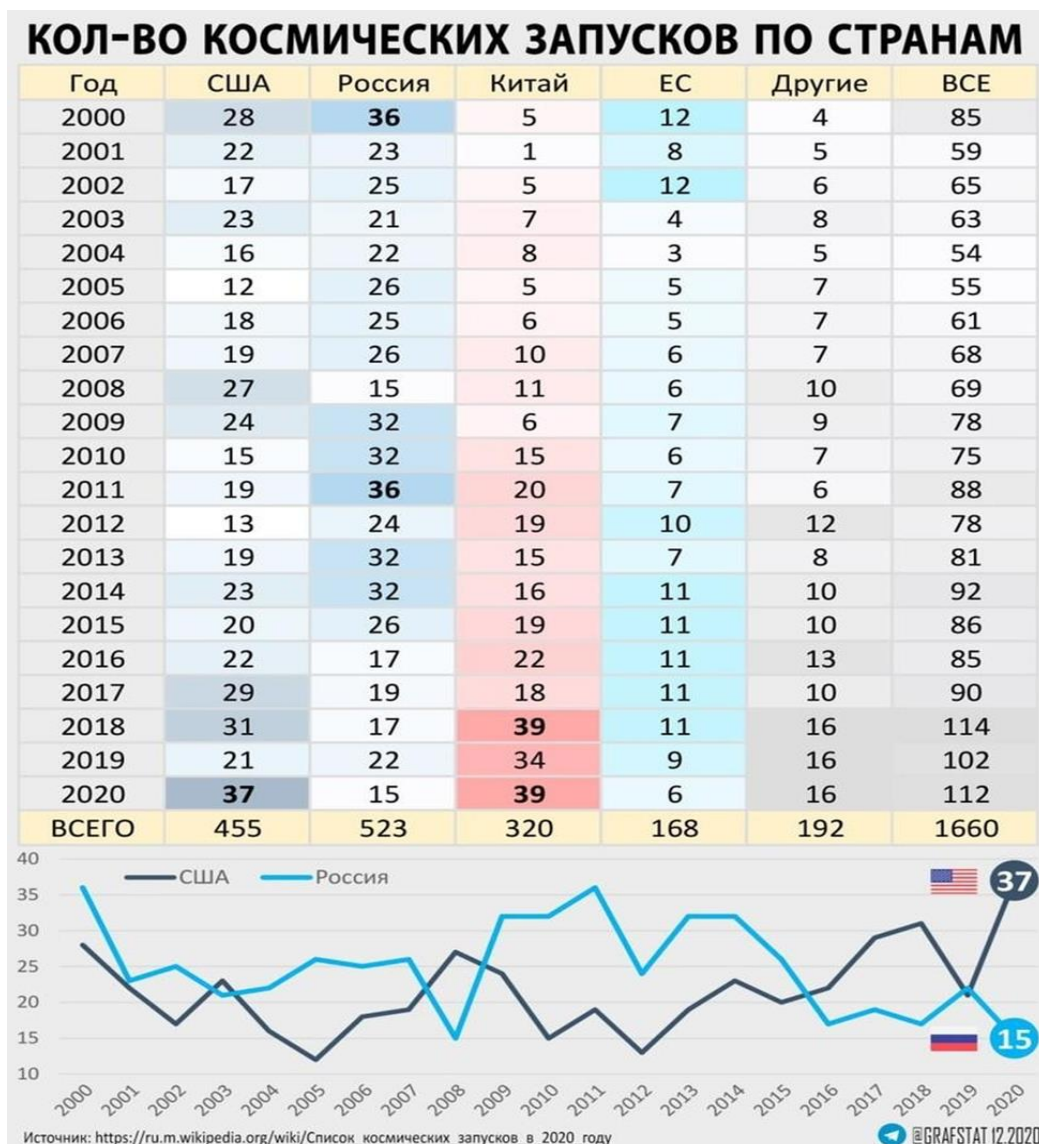 КОЛ-ВО КОСМИЧЕСКИХ ЗАПУСКОВ ПО СТРАНАМ
Год США Россия Китай ЕС Другие ВСЕ
2000 28 36 5 12 4 85
2001 22 23 1 8 5 59
2002 17 25 5 12 6 65
2003 23 21 7 4 8 63
2004 16 22 8 3 5 54
2005 12 26 5 5 7 55
2006 18 25 6 5 7 61
2007 19 26 10 6 7 68
2008 27 15 11 6 10 69
2009 24 32 6 7 9 78
2010 15 32 15 6 7 75
2011 19 36 20 7 6 88
2012 13 24 19 10 12 78
2013 19 32 15 7 8 81
2014 23 32 16 11 10 92
2015 20 26 19 11 10 86
2016 22 17 22 11 13 85
2017 29 19 18 11 10 90
2018 31 17 39 11 16 114
2019 21 22 34 9 16 102
2020 37 15 39 6 16 112
ВСЕГО 455 523 320 168 192 1660
40
США Россия 37
35
30
25
20
15 15
10
2000 2001 2002 2003 2004 2005 2006 2007 2008 2009 2010 2011 2012 2013 2014 2015 2016 2017 2018 2019 2020
Источник: https://ru.m.wikipedia.org/wiki/Список_космических_запусков_в_2020_году @GRAFSTAT 12.2020